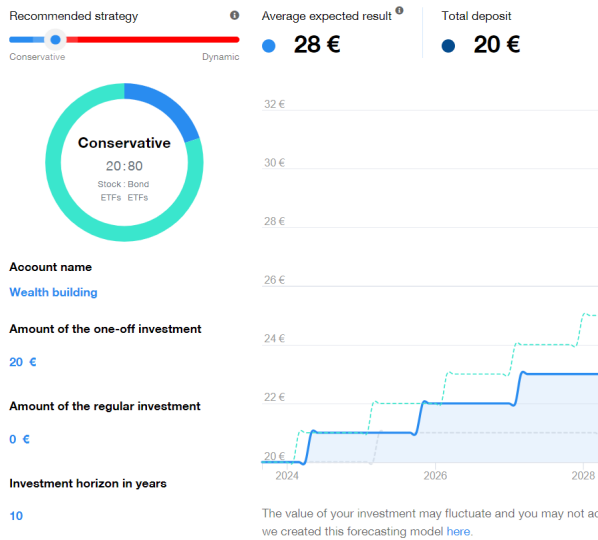 Recommended strategy
Conservative
Dynamic
Conservative
20:80
Stock : Bond
ETFs ETFs
Account name
Wealth building
Amount of the one-off investment
20 €
Amount of the regular investment
0 €
Investment horizon in years
10
Average expected result
28 €
Total deposit
20 €
32 €
30 €
28 €
26 €
24 €
22 €
20 €
2024
2026
2028
The value of your investment may fluctuate and you may not
we created this forecasting model here.